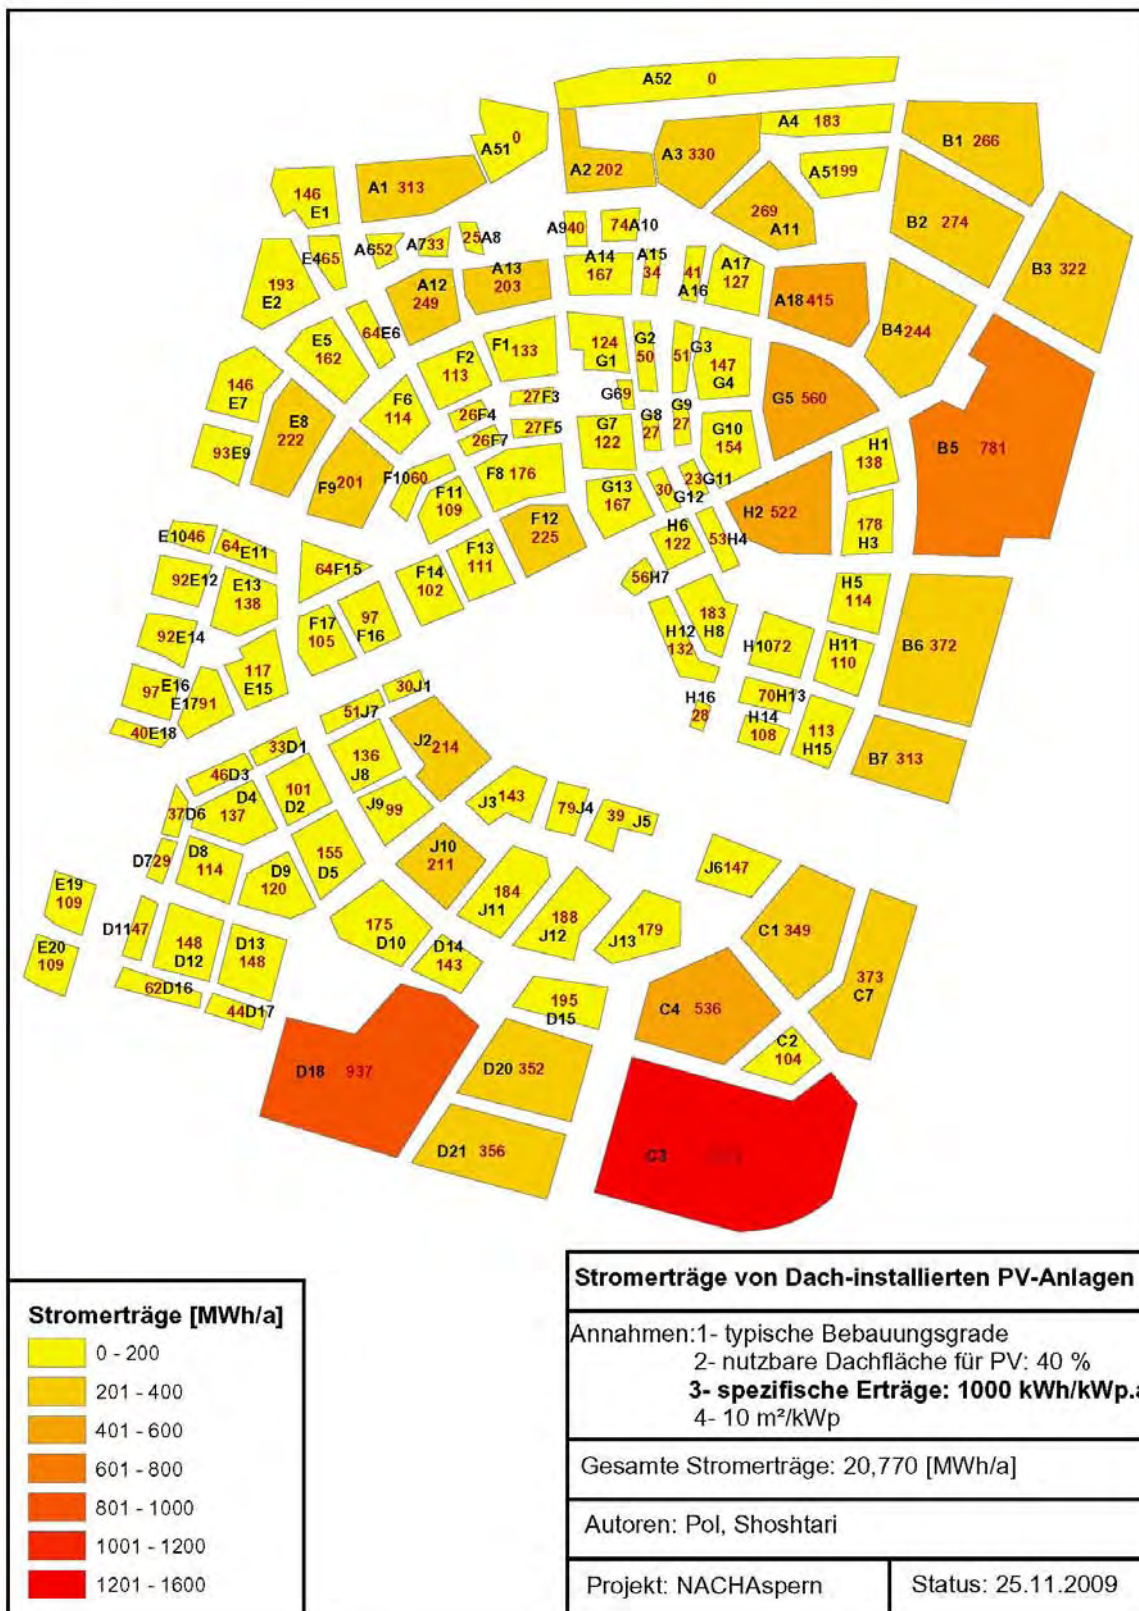 A52 0
A4 183
A51 0
A2 202
A3 330
B1 266
A5 199
A1 313
146
E1
269
A11
B2 274
A9 40
74 A10
E4 65
A6 52
A7 33
25 A8
B3 322
193
E2
A12
249
A13
203
A14
167
A15
34
41
A16
A17
127
A18 415
B4 244
64 E6
E5
162
F2
113
F1 133
124
G1
G2
50
51 G3
147
G4
146
E7
F6
114
27 F3
G6 9
G5 560
E8
222
26 F4
27 F5
G7
122
G8
27
G9
27
G10
154
H1
138
B5 781
93 E9
26 F7
F9 201
F10 60
F8 176
F11
109
G13
167
30
G12
23 G11
H2 522
178
H3
F12
225
H6
122
53 H4
E10 46
64 E11
F13
111
64 F15
F14
102
56 H7
92 E12
E13
138
H5
114
183
H8
F17
105
97
F16
92 E14
H12
132
H10 72
H11
110
B6 372
117
E15
97 E16
E17 91
30 J1
H16
28
70 H13
51 J7
H14
108
113
H15
40 E18
33 D1
J2 214
136
J8
B7 313
46 D3
101
D2
D4
137
J9 99
J3 143
79 J4
39 J5
37 D6
D7 29
D8
114
155
D5
J10
211
J6 147
D9
120
E19
109
184
J11
188
J12
179
J13
D11 47
148
D12
D13
148
175
D10
D14
143
C1 349
E20
109
373
C7
62 D16
44 D17
195
D15
C4 536
C2
104
D18 937
D20 352
D21 356
C3
Stromerträge [MWh/a]
0 - 200
201 - 400
401 - 600
601 - 800
801 - 1000
1001 - 1200
1201 - 1600
Stromerträge von Dach-installierten PV-Anlagen
Annahmen:1- typische Bebauungsgrade
2- nutzbare Dachfläche für PV: 40 %
3- spezifische Erträge: 1000 kWh/kWp.a
4- 10 m²/kWp
Gesamte Stromerträge: 20,770 [MWh/a]
Autoren: Pol, Shoshtari
Projekt: NACHAspern
Status: 25.11.2009